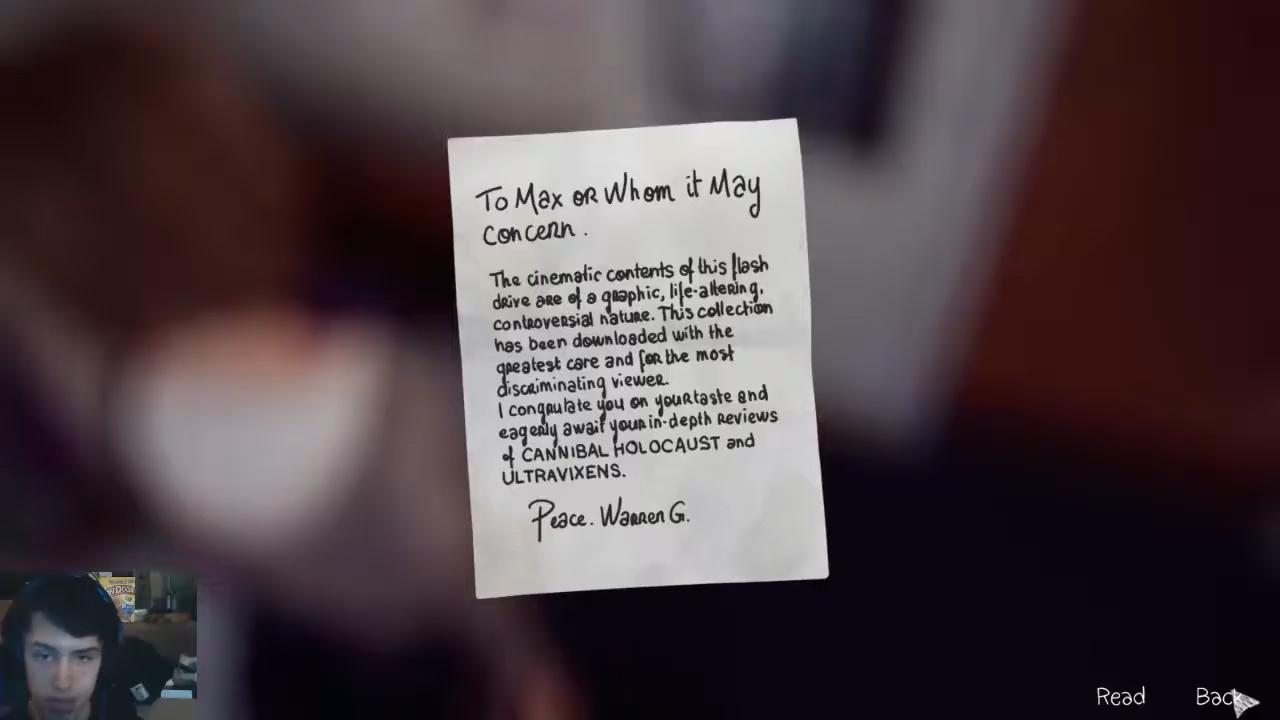 To Max or Whom it May
Concern.
The cinematic contents of this flash
drive are of a graphic, life-altering,
controversial nature. This collection
has been downloaded with the
greatest care and for the most
discriminating viewer.
I congrulate you on your taste and
eagerly await your in-depth reviews
of CANNIBAL HOLOCAUST and
ULTRAVIXENS.
Peace. Warren G.
Read Back